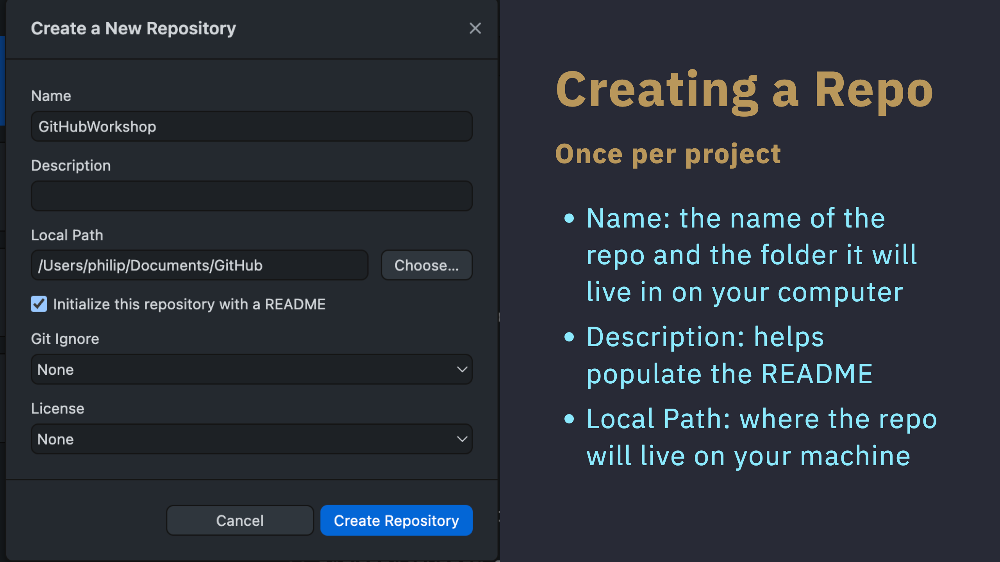 Create a New Repository
Name
GitHubWorkshop
Description
Local Path
/Users/philip/Documents/GitHub
Choose...
Initialize this repository with a README
Git Ignore
None
License
None
Cancel
Create Repository
Creating a Repo
Once per project
• Name: the name of the
repo and the folder it will
live in on your computer
• Description: helps
populate the README
• Local Path: where the repo
will live on your machine